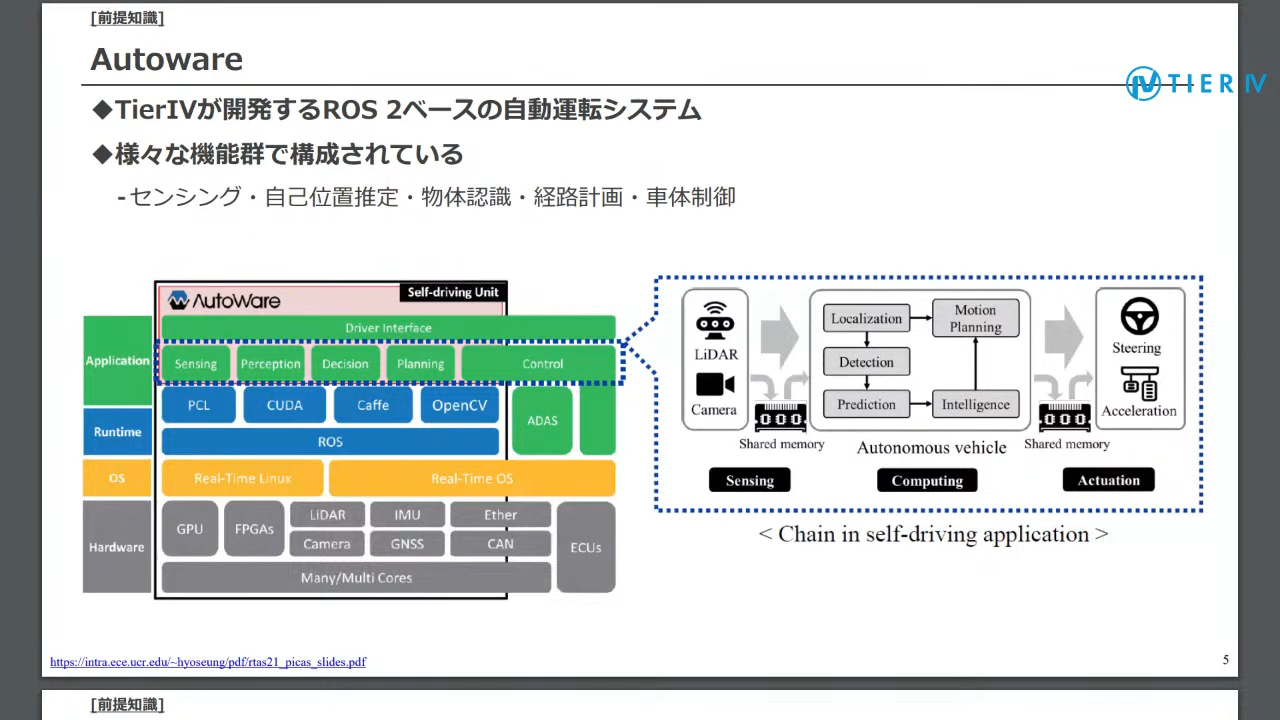 [前提知識]
Autoware
TIER IV
◆TierIVが開発するROS 2ベースの自動運転システム
◆様々な機能群で構成されている
-センシング・自己位置推定・物体認識・経路計画・車体制御
AutoWare
Self-driving Unit
Driver Interface
Application
Sensing
Perception
Decision
Planning
Control
PCL
CUDA
Caffe
OpenCV
ADAS
Runtime
ROS
OS
Real-Time Linux
Real-Time OS
Hardware
GPU
FPGAs
LiDAR
IMU
Ether
Camera
GNSS
CAN
ECUs
Many/Multi Cores
LiDAR
Camera
Shared memory
Localization
Motion
Planning
Detection
Prediction
Intelligence
Autonomous vehicle
Shared memory
Steering
Acceleration
Sensing
Computing
Actuation
< Chain in self-driving application >
https://intra.ece.ucr.edu/~hyoseung/pdf/rtas21_picas_slides.pdf
5
[前提知識]